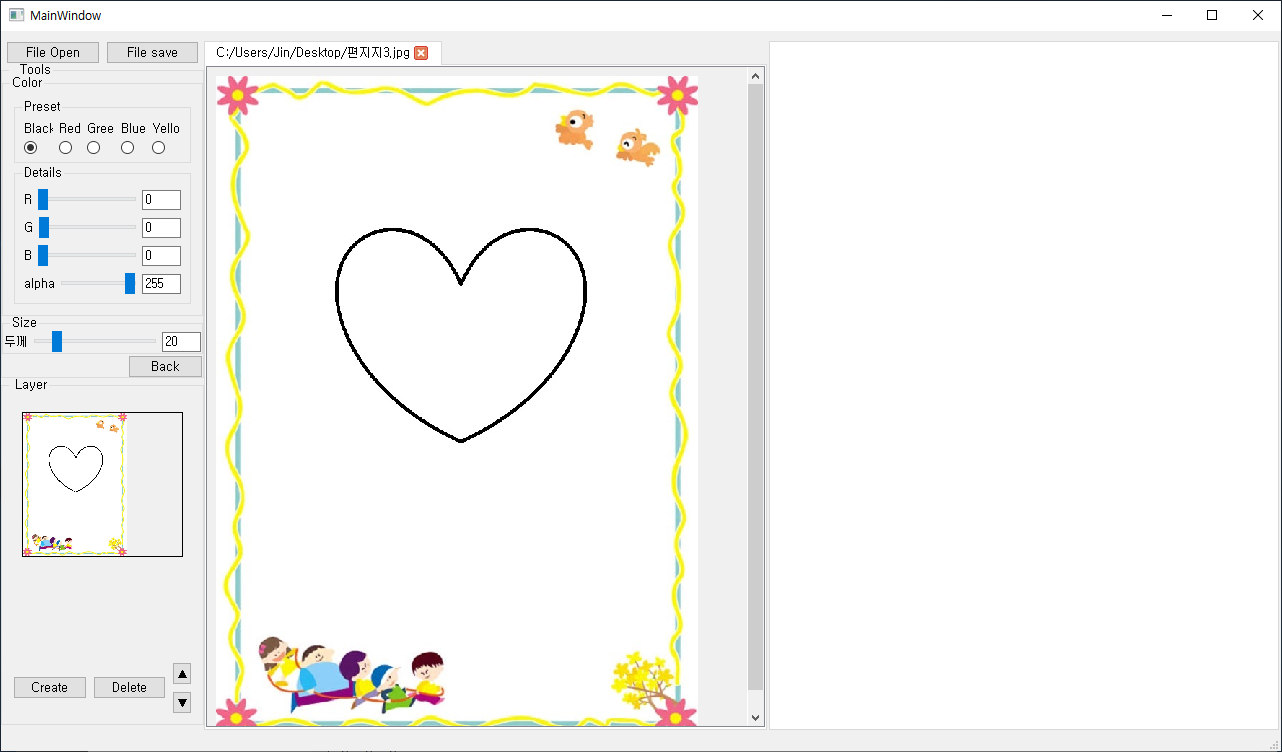 MainWindow
File Open File save C:/Users/Jin/Desktop/편지지3.jpg
Tools
Color
Preset
Black Red Gree Blue Yello
Details
R 0
G 0
B 0
alpha 255
Size
두께 20
Back
Layer
Create Delete